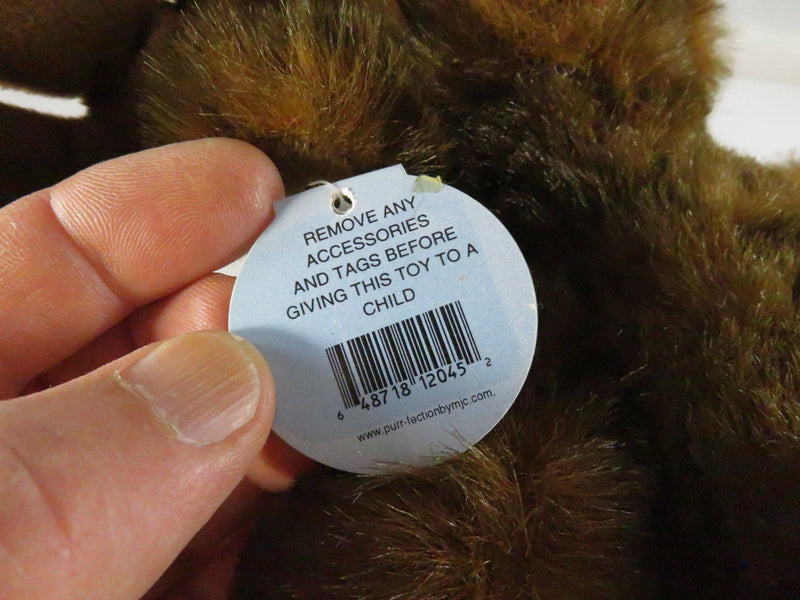 REMOVE ANY
ACCESSORIES
AND TAGS BEFORE
GIVING THIS TOY TO A
CHILD
6 48718 12045 2
www.purr-fectionbymjc.com.